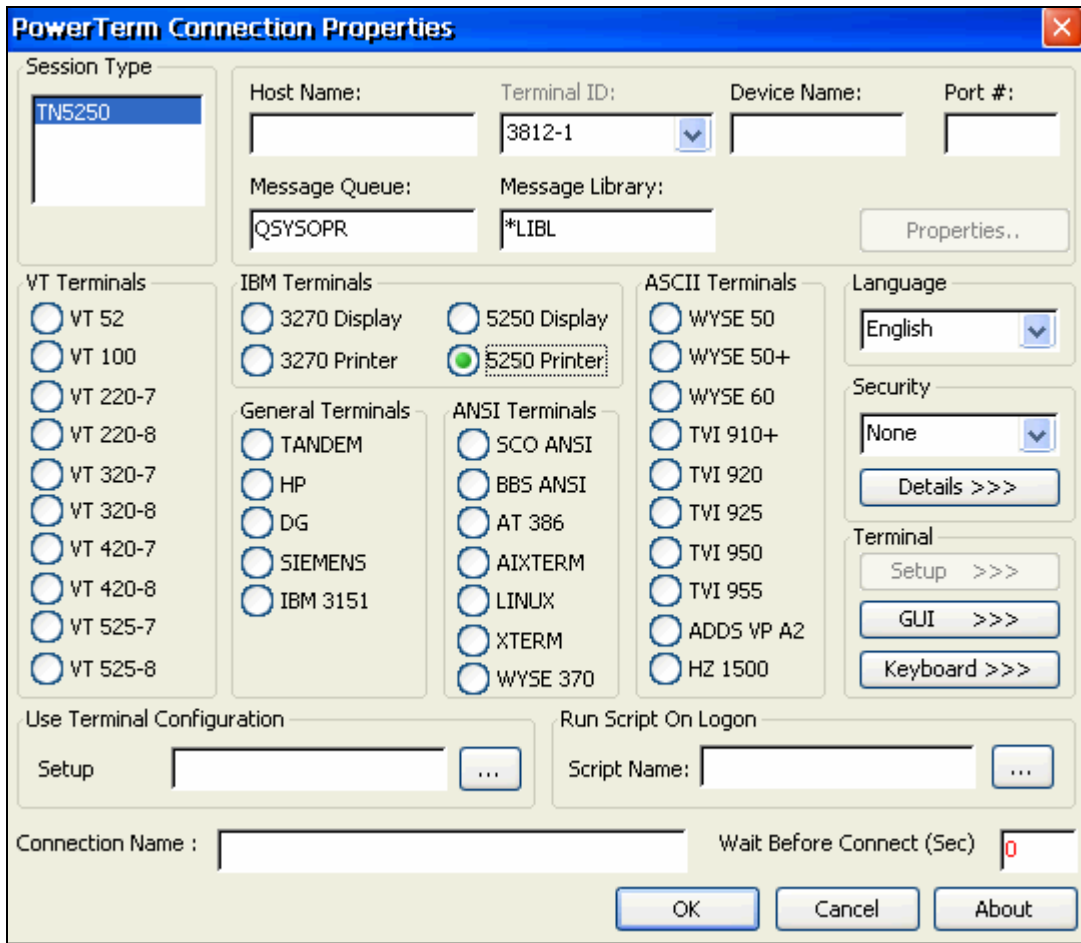 PowerTerm Connection Properties
Session Type
TN5250
Host Name:
Terminal ID:
Device Name:
Port #:
3812-1
Message Queue:
Message Library:
QSYSOPR
*LIBL
Properties..
VT Terminals
VT 52
VT 100
VT 220-7
VT 220-8
VT 320-7
VT 320-8
VT 420-7
VT 420-8
VT 525-7
VT 525-8
IBM Terminals
3270 Display
5250 Display
3270 Printer
5250 Printer
General Terminals
TANDEM
HP
DG
SIEMENS
IBM 3151
ANSI Terminals
SCO ANSI
BBS ANSI
AT 386
AIXTERM
LINUX
XTERM
WYSE 370
ASCII Terminals
WYSE 50
WYSE 50+
WYSE 60
TVI 910+
TVI 920
TVI 925
TVI 950
TVI 955
ADDS VP A2
HZ 1500
Language
English
Security
None
Details >>>
Terminal
Setup >>>
GUI >>>
Keyboard >>>
Use Terminal Configuration
Setup
...
Run Script On Logon
Script Name:
...
Connection Name :
Wait Before Connect (Sec)
0
OK
Cancel
About